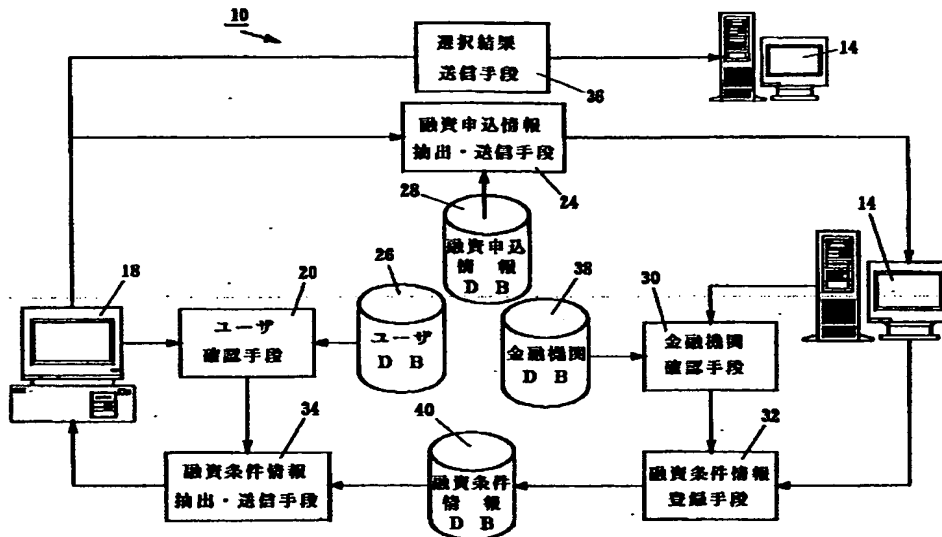 10
選択結果
送信手段
36
14
融資申込情報
抽出・送信手段
24
28
融資申込
情 報
D B
14
18
20
ユーザ
確認手段
26
ユーザ
D B
38
金融機関
D B
30
金融機関
確認手段
34
融資条件情報
抽出・送信手段
40
融資条件
情 報
D B
32
融資条件情報
登録手段